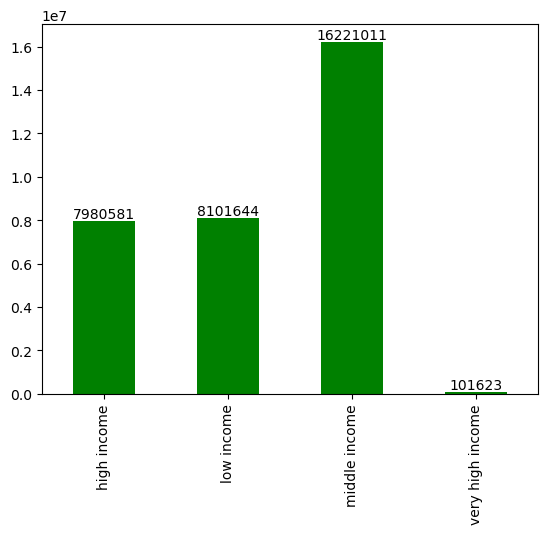 1e7
1.6
1.4
1.2
1.0
0.8
0.6
0.4
0.2
0.0
7980581
8101644
16221011
101623
high income
low income
middle income
very high income